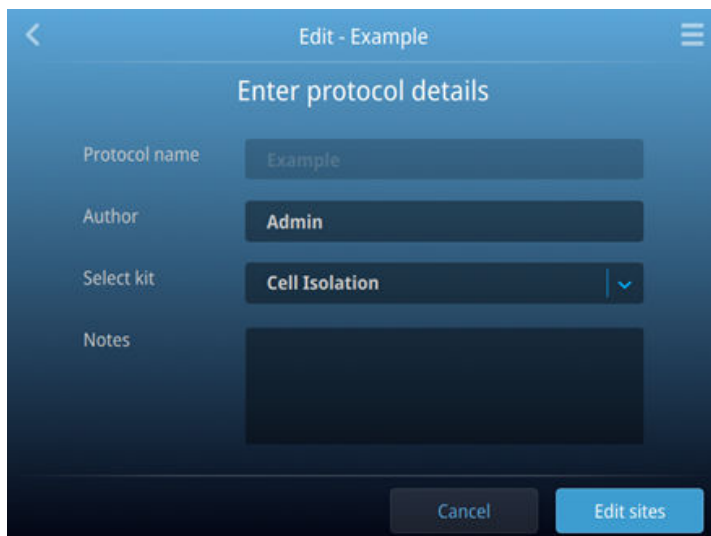 Edit - Example
Enter protocol details
Protocol name
Example
Author
Admin
Select kit
Cell Isolation
Notes
Cancel
Edit sites